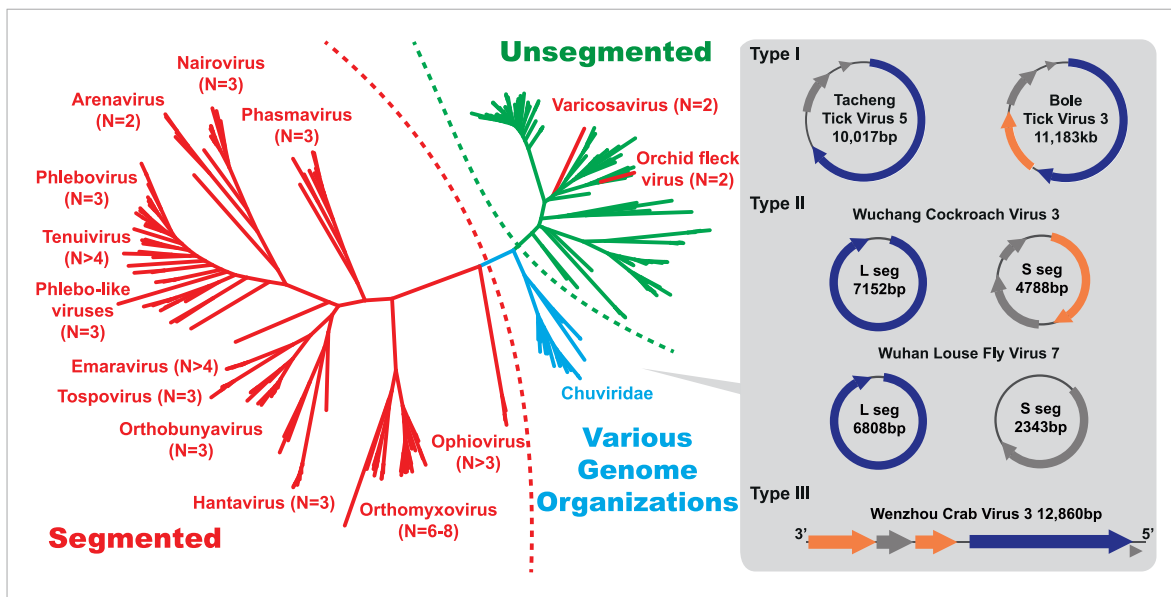 Unsegmented
Nairovirus
(N=3)
Arenavirus
(N=2)
Phasmavirus
(N=3)
Varicosavirus (N=2)
Orchid fleck
virus (N=2)
Phlebovirus
(N=3)
Tenuivirus
(N>4)
Phlebo-like
viruses
(N=3)
Emaravirus (N>4)
Tospovirus (N=3)
Orthobunyavirus
(N=3)
Hantavirus (N=3)
Orthomyxovirus
(N=6-8)
Ophiovirus
(N>3)
Chuviridae
Various
Genome
Organizations
Segmented
Type I
Tacheng
Tick Virus 5
10,017bp
Bole
Tick Virus 3
11,183kb
Type II
Wuchang Cockroach Virus 3
L seg
7152bp
S seg
4788bp
Wuhan Louse Fly Virus 7
L seg
6808bp
S seg
2343bp
Type III
Wenzhou Crab Virus 3 12,860bp
3’ 5’